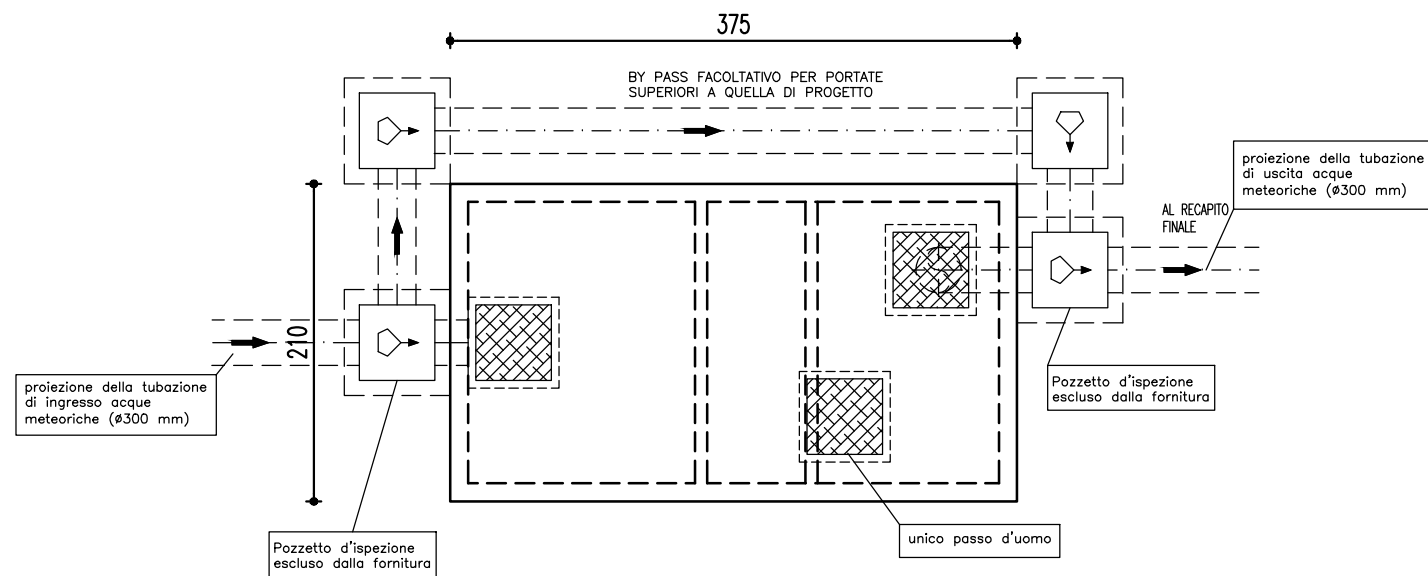 375
BY PASS FACOLTATIVO PER PORTATE
SUPERIORI A QUELLA DI PROGETTO
proiezione della tubazione
di uscita acque
meteoriche (ø300 mm)
AL RECAPITO
FINALE
210
proiezione della tubazione
di ingresso acque
meteoriche (ø300 mm)
Pozzetto d'ispezione
escluso dalla fornitura
unico passo d'uomo
Pozzetto d'ispezione
escluso dalla fornitura